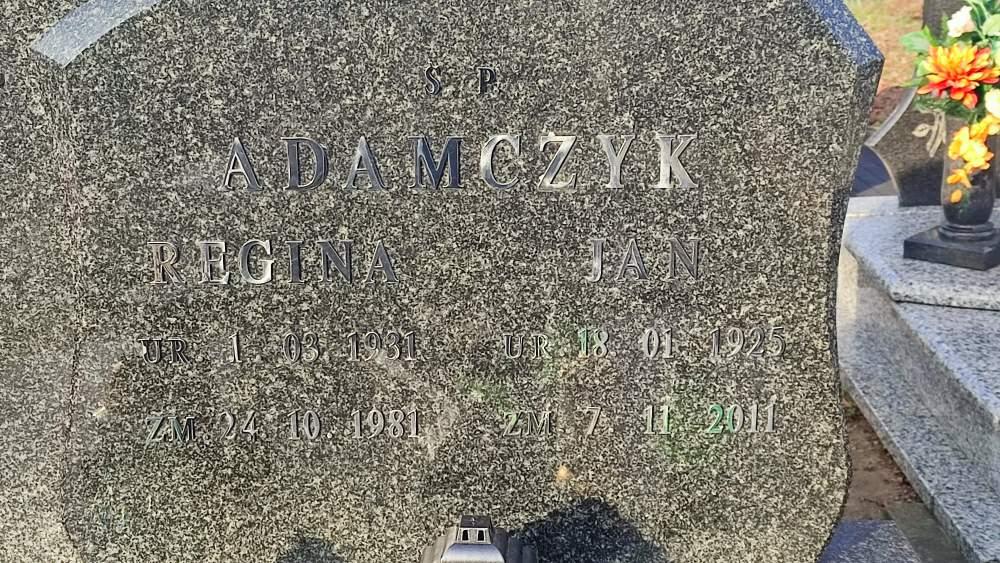 Ś P.
ADAMCZYK
REGINA JAN
UR 1 03 1931 UR 18 01 1925
ZM. 24 10. 1981 ZM 7 11 2011